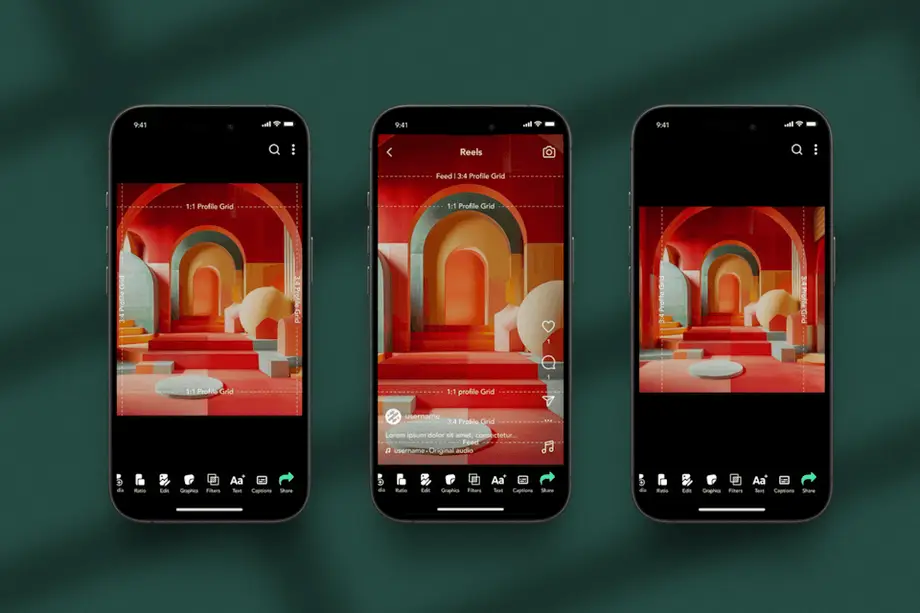 9:41
1:1 Profile Grid
3:4 Profile Grid
3:4 Profile Grid
1:1 Profile Grid
Ratio
Edit
Graphics
Filters
Text
Captions
Share
9:41
Reels
Feed | 3:4 Profile Grid
1:1 Profile Grid
1
1
1:1 profile Grid
username
3:4 Profile Grid
Lorem ipsum dolor sit amet, consectetur...
Feed
username · Original audio
Ratio
Edit
Graphics
Filters
Text
Captions
Share
9:41
3:4 Profile Grid
3:4 Profile Grid
Ratio
Edit
Graphics
Filters
Text
Captions
Share